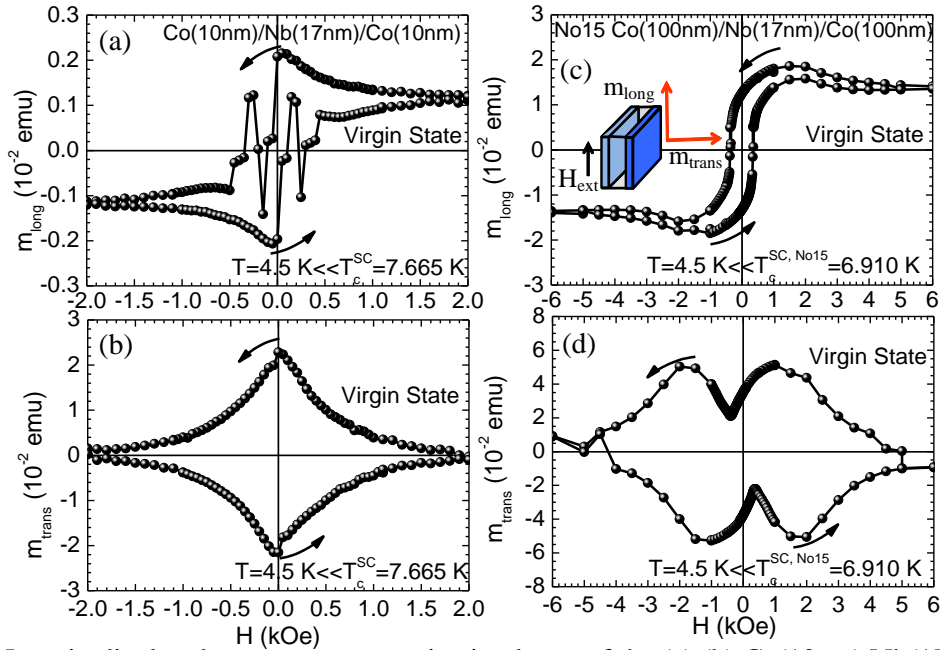 (a)
Co(10nm)/Nb(17nm)/Co(10nm)
0.3
0.2
0.1
0.0
-0.1
-0.2
-0.3
m_long (10^-2 emu)
Virgin State
T=4.5 K<<T_c^SC=7.665 K
-2.0 -1.5 -1.0 -0.5 0.0 0.5 1.0 1.5 2.0
(b)
3
2
1
0
-1
-2
-3
m_trans (10^-2 emu)
Virgin State
T=4.5 K<<T_c^SC=7.665 K
-2.0 -1.5 -1.0 -0.5 0.0 0.5 1.0 1.5 2.0
H (kOe)
No15 Co(100nm)/Nb(17nm)/Co(100nm)
(c)
3
2
1
0
-1
-2
-3
m_long (10^-2 emu)
m_long
m_trans
H_ext
Virgin State
T=4.5 K<<T_c^SC, No15=6.910 K
-6 -5 -4 -3 -2 -1 0 1 2 3 4 5 6
(d)
8
6
4
2
0
-2
-4
-6
-8
m_trans (10^-2 emu)
Virgin State
T=4.5 K<<T_c^SC, No15=6.910 K
-6 -5 -4 -3 -2 -1 0 1 2 3 4 5 6
H (kOe)